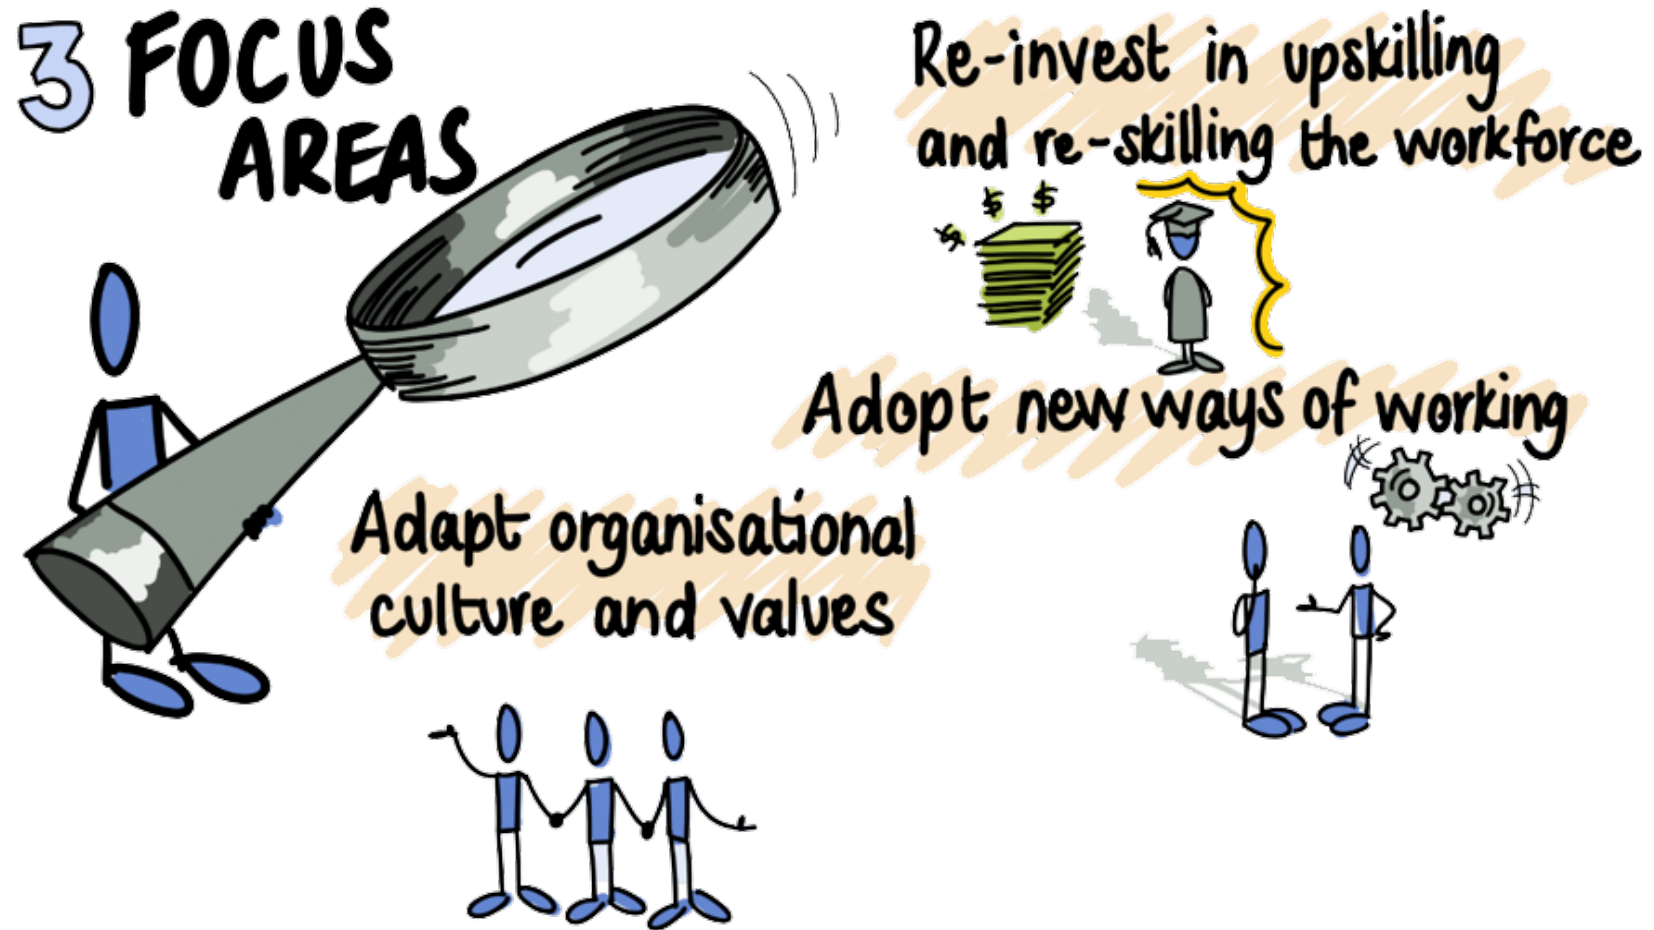 3 FOCUS
AREAS
Re-invest in upskilling
and re-skilling the workforce
$ $
$
Adopt new ways of working
Adapt organisational
culture and values